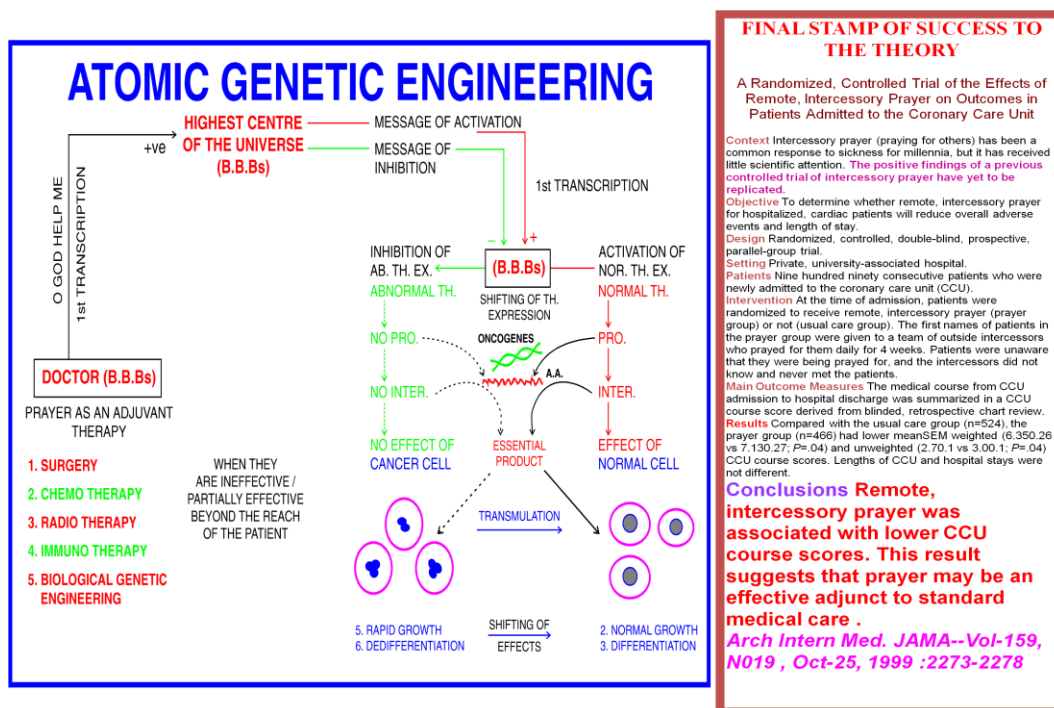 ATOMIC GENETIC ENGINEERING
HIGHEST CENTRE
OF THE UNIVERSE
(B.B.Bs)
+ve
MESSAGE OF ACTIVATION
MESSAGE OF
INHIBITION
1st TRANSCRIPTION
O GOD HELP ME
1st TRANSCRIPTION
DOCTOR (B.B.Bs)
PRAYER AS AN ADJUVANT
THERAPY
1. SURGERY
2. CHEMO THERAPY
3. RADIO THERAPY
4. IMMUNO THERAPY
5. BIOLOGICAL GENETIC
ENGINEERING
WHEN THEY
ARE INEFFECTIVE /
PARTIALLY EFFECTIVE
BEYOND THE REACH
OF THE PATIENT
– +
INHIBITION OF
AB. TH. EX.
(B.B.Bs)
ACTIVATION OF
NOR. TH. EX.
ABNORMAL TH.
SHIFTING OF TH.
EXPRESSION
NORMAL TH.
NO PRO.
ONCOGENES
PRO.
A.A.
NO INTER.
INTER.
NO EFFECT OF
CANCER CELL
ESSENTIAL
PRODUCT
EFFECT OF
NORMAL CELL
TRANSMULATION
5. RAPID GROWTH
6. DEDIFFERENTIATION
SHIFTING OF
EFFECTS
2. NORMAL GROWTH
3. DIFFERENTIATION
FINAL STAMP OF SUCCESS TO
THE THEORY
A Randomized, Controlled Trial of the Effects of
Remote, Intercessory Prayer on Outcomes in
Patients Admitted to the Coronary Care Unit
Context Intercessory prayer (praying for others) has been a
common response to sickness for millennia, but it has received
little scientific attention. The positive findings of a previous
controlled trial of intercessory prayer have yet to be
replicated.
Objective To determine whether remote, intercessory prayer
for hospitalized, cardiac patients will reduce overall adverse
events and length of stay.
Design Randomized, controlled, double-blind, prospective,
parallel-group trial.
Setting Private, university-associated hospital.
Patients Nine hundred ninety consecutive patients who were
newly admitted to the coronary care unit (CCU).
Intervention At the time of admission, patients were
randomized to receive remote, intercessory prayer (prayer
group) or not (usual care group). The first names of patients in
the prayer group were given to a team of outside intercessors
who prayed for them daily for 4 weeks. Patients were unaware
that they were being prayed for, and the intercessors did not
know and never met the patients.
Main Outcome Measures The medical course from CCU
admission to hospital discharge was summarized in a CCU
course score derived from blinded, retrospective chart review.
Results Compared with the usual care group (n=524), the
prayer group (n=466) had lower meanSEM weighted (6.350.26
vs 7.130.27; P=.04) and unweighted (2.70.1 vs 3.00.1; P=.04)
CCU course scores. Lengths of CCU and hospital stays were
not different.
Conclusions Remote,
intercessory prayer was
associated with lower CCU
course scores. This result
suggests that prayer may be an
effective adjunct to standard
medical care .
Arch Intern Med. JAMA--Vol-159,
N019 , Oct-25, 1999 :2273-2278